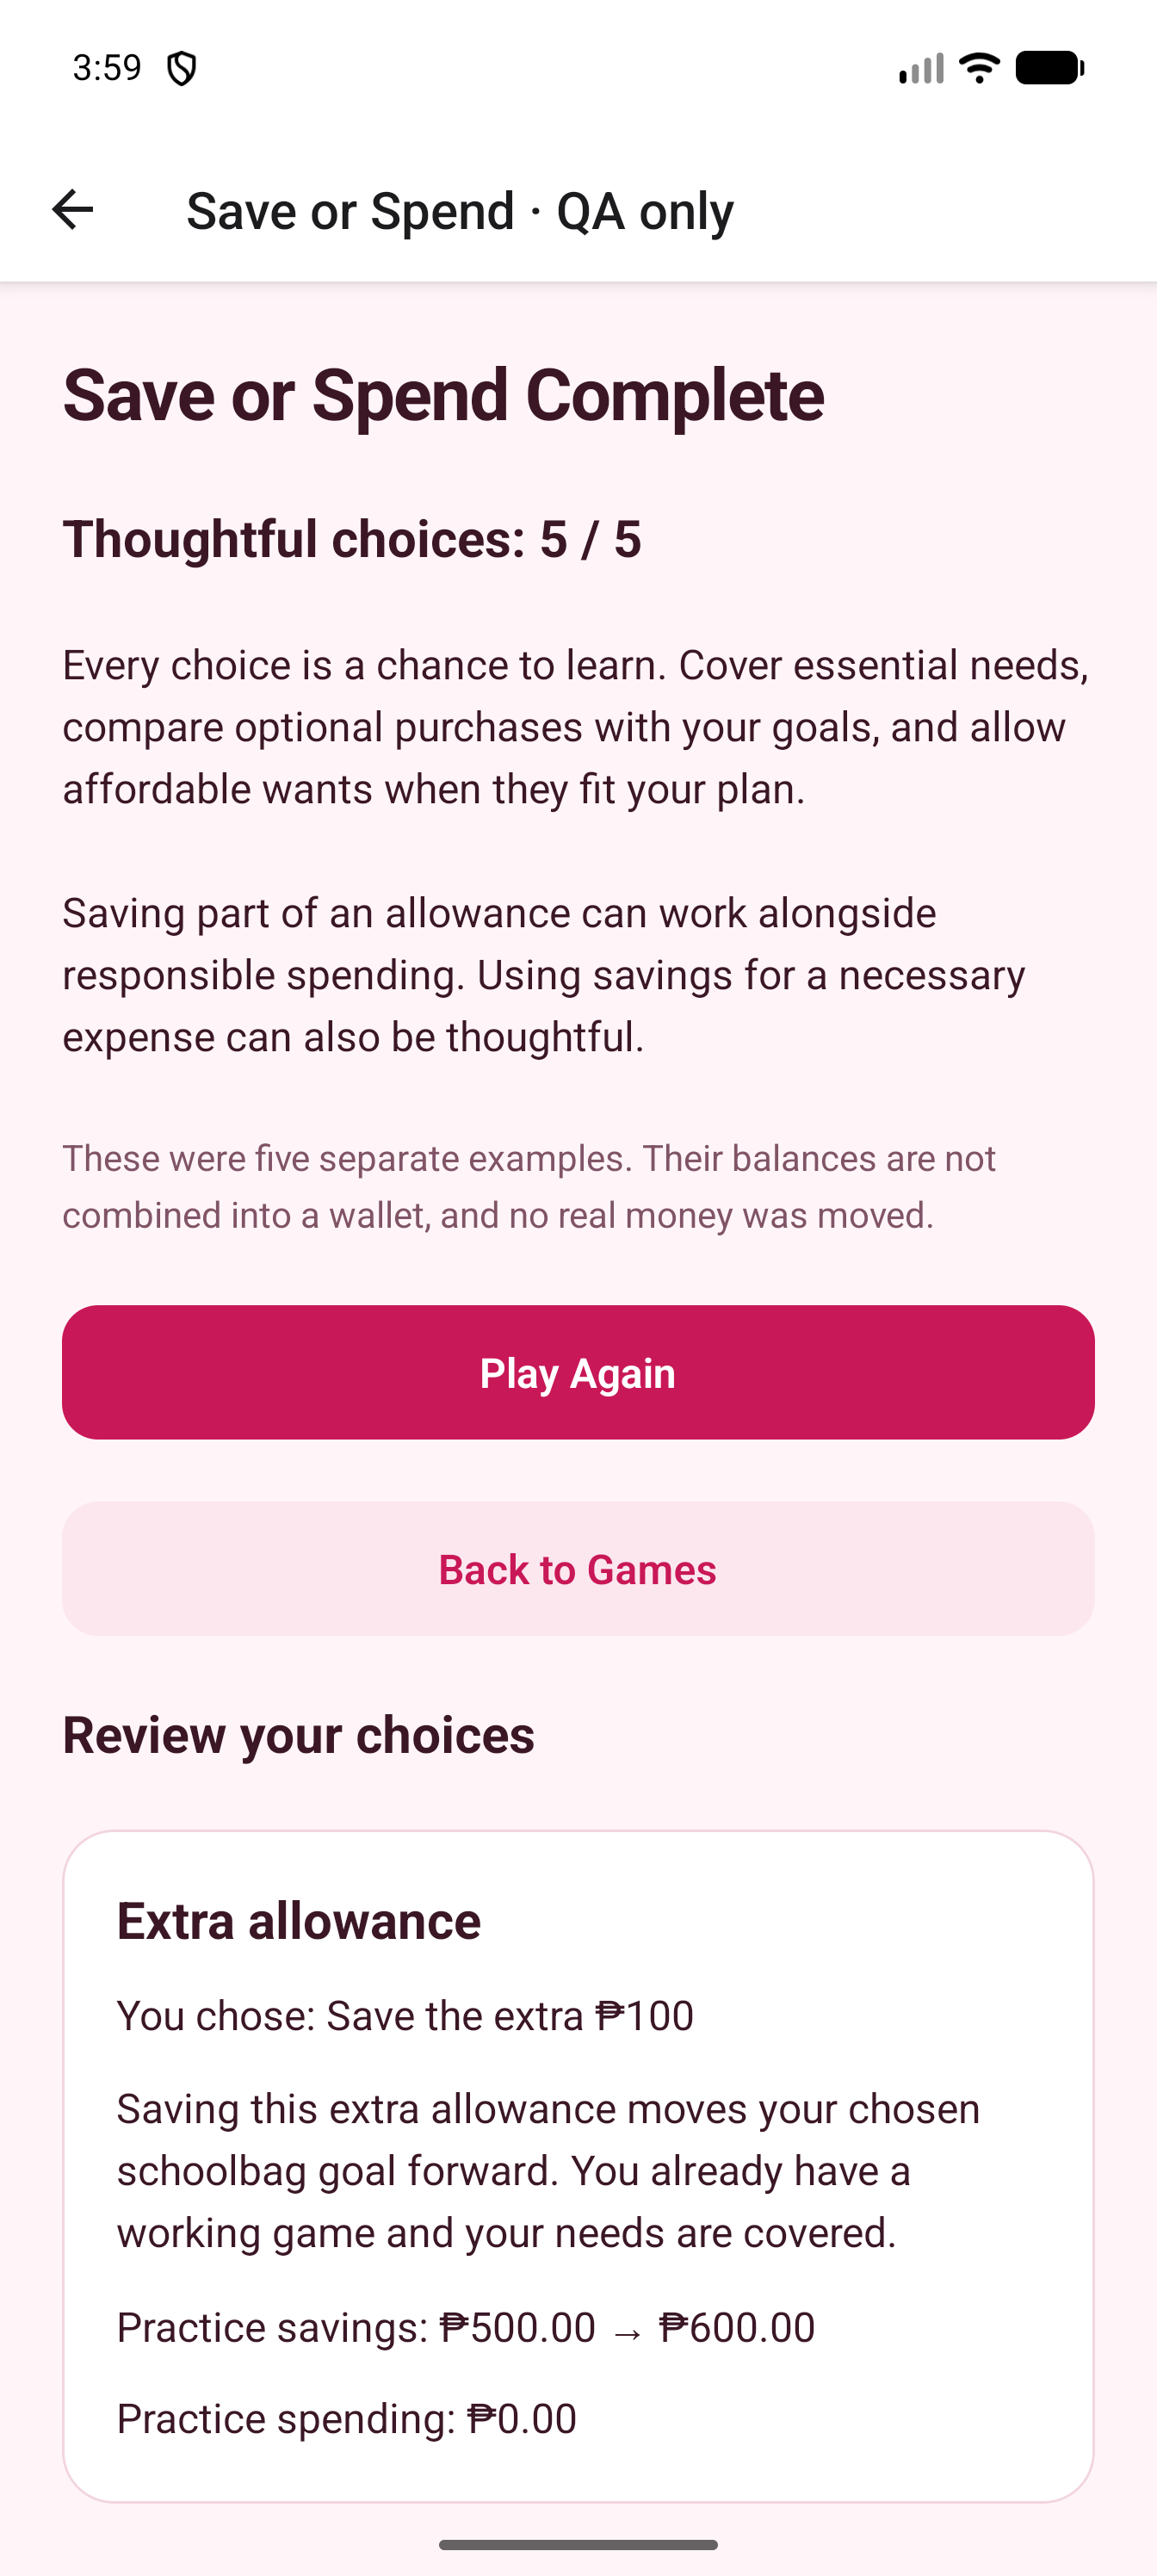 3:59
Save or Spend · QA only
Save or Spend Complete
Thoughtful choices: 5 / 5
Every choice is a chance to learn. Cover essential needs,
compare optional purchases with your goals, and allow
affordable wants when they fit your plan.
Saving part of an allowance can work alongside
responsible spending. Using savings for a necessary
expense can also be thoughtful.
These were five separate examples. Their balances are not
combined into a wallet, and no real money was moved.
Play Again
Back to Games
Review your choices
Extra allowance
You chose: Save the extra ₱100
Saving this extra allowance moves your chosen
schoolbag goal forward. You already have a
working game and your needs are covered.
Practice savings: ₱500.00 → ₱600.00
Practice spending: ₱0.00